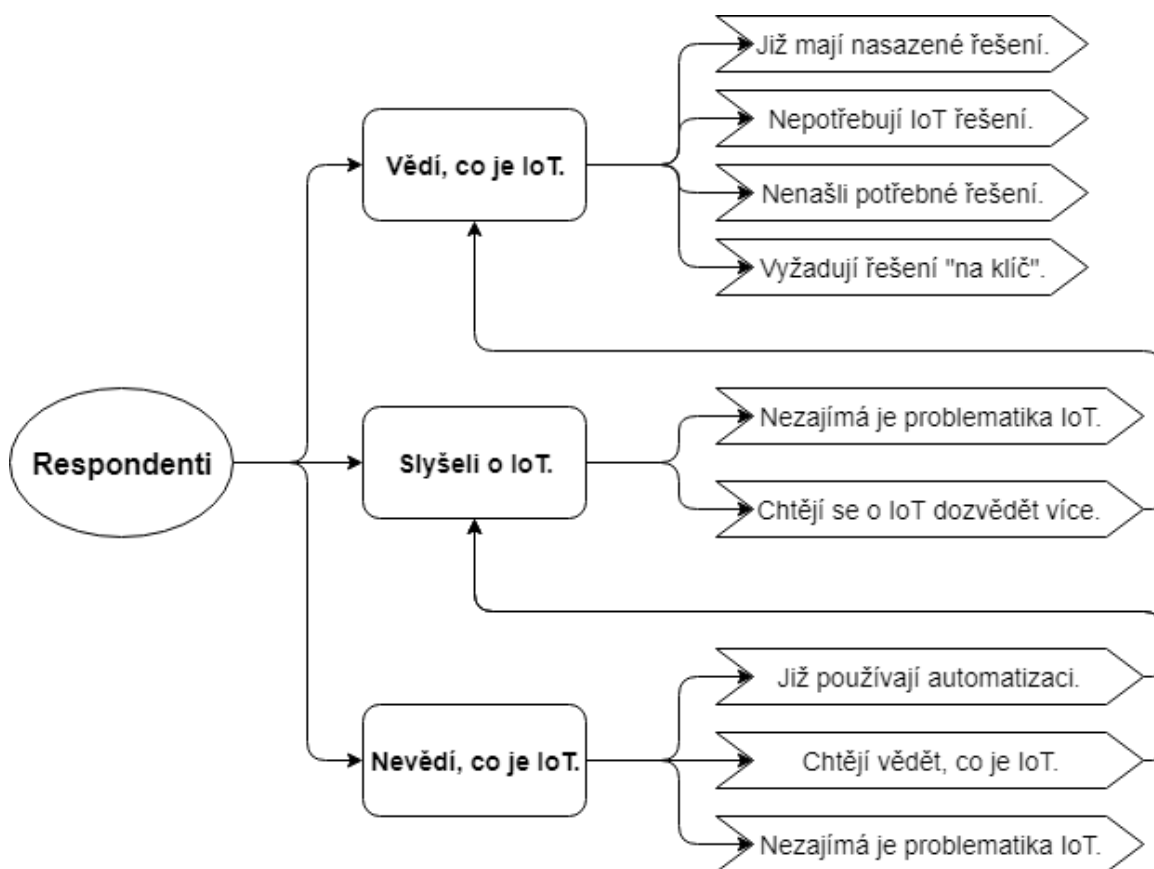 Již mají nasazené řešení.
Nepotřebují IoT řešení.
Vědí, co je IoT.
Nenašli potřebné řešení.
Vyžadují řešení "na klíč".
Nezajímá je problematika IoT.
Respondenti
Slyšeli o IoT.
Chtějí se o IoT dozvědět více.
Již používají automatizaci.
Nevědí, co je IoT.
Chtějí vědět, co je IoT.
Nezajímá je problematika IoT.